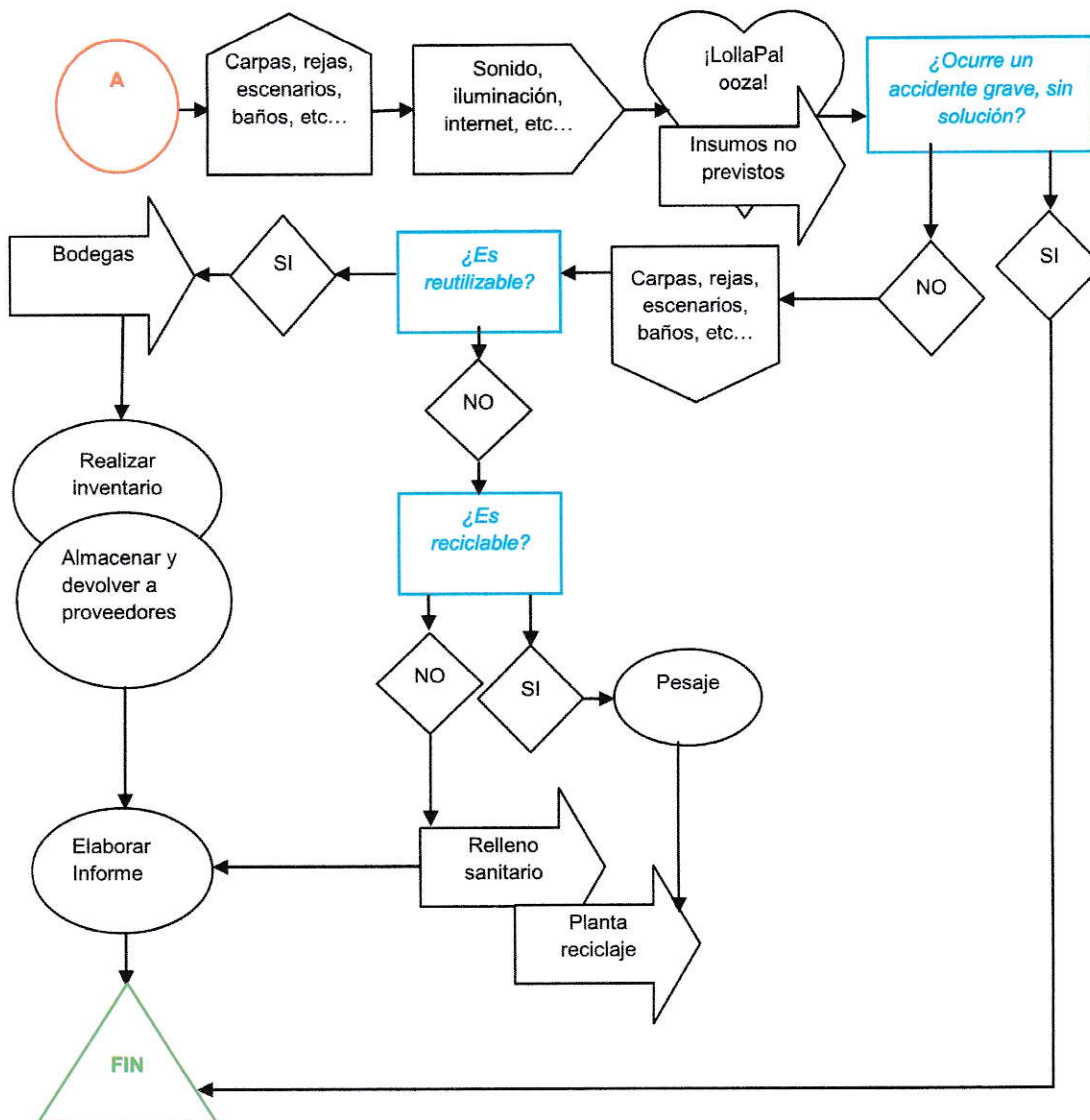 A
Carpas, rejas,
escenarios,
baños, etc…
Sonido,
iluminación,
internet, etc…
¡LollaPal
ooza!
Insumos no
previstos
¿Ocurre un
accidente grave, sin
solución?
Bodegas
SI
¿Es
reutilizable?
Carpas, rejas,
escenarios,
baños, etc…
NO
SI
NO
Realizar
inventario
¿Es
reciclable?
Almacenar y
devolver a
proveedores
NO
SI
Pesaje
Elaborar
Informe
Relleno
sanitario
Planta
reciclaje
FIN